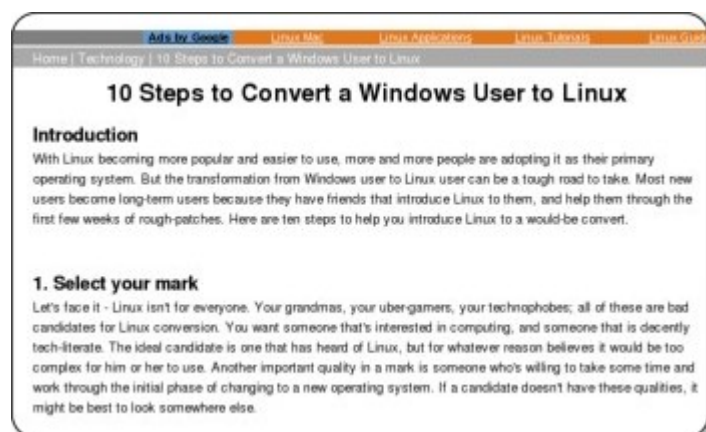 Ads by Google Linux Mac Linux Applications Linux Tutorials Linux Guide
Home | Technology | 10 Steps to Convert a Windows User to Linux
10 Steps to Convert a Windows User to Linux
Introduction
With Linux becoming more popular and easier to use, more and more people are adopting it as their primary
operating system. But the transformation from Windows user to Linux user can be a tough road to take. Most new
users become long-term users because they have friends that introduce Linux to them, and help them through the
first few weeks of rough-patches. Here are ten steps to help you introduce Linux to a would-be convert.
1. Select your mark
Let's face it - Linux isn't for everyone. Your grandmas, your uber-gamers, your technophobes; all of these are bad
candidates for Linux conversion. You want someone that's interested in computing, and someone that is decently
tech-literate. The ideal candidate is one that has heard of Linux, but for whatever reason believes it would be too
complex for him or her to use. Another important quality in a mark is someone who's willing to take some time and
work through the initial phase of changing to a new operating system. If a candidate doesn't have these qualities, it
might be best to look somewhere else.